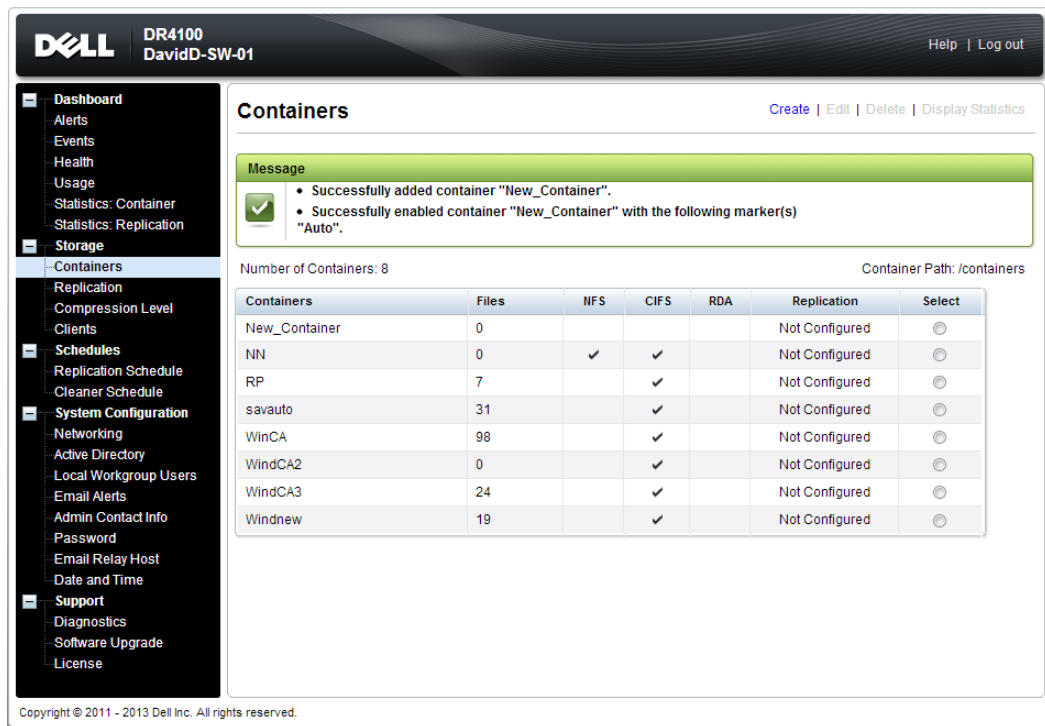 DELL
DR4100
DavidD-SW-01
Help | Log out
Dashboard
Alerts
Events
Health
Usage
Statistics: Container
Statistics: Replication
Storage
Containers
Replication
Compression Level
Clients
Schedules
Replication Schedule
Cleaner Schedule
System Configuration
Networking
Active Directory
Local Workgroup Users
Email Alerts
Admin Contact Info
Password
Email Relay Host
Date and Time
Support
Diagnostics
Software Upgrade
License
Containers
Create | Edit | Delete | Display Statistics
Message
• Successfully added container "New_Container".
• Successfully enabled container "New_Container" with the following marker(s)
"Auto".
Number of Containers: 8 Container Path: /containers
Containers Files NFS CIFS RDA Replication Select
New_Container 0 Not Configured
NN 0 ✔ ✔ Not Configured
RP 7 ✔ Not Configured
savauto 31 ✔ Not Configured
WinCA 98 ✔ Not Configured
WindCA2 0 ✔ Not Configured
WindCA3 24 ✔ Not Configured
Windnew 19 ✔ Not Configured
Copyright © 2011 - 2013 Dell Inc. All rights reserved.